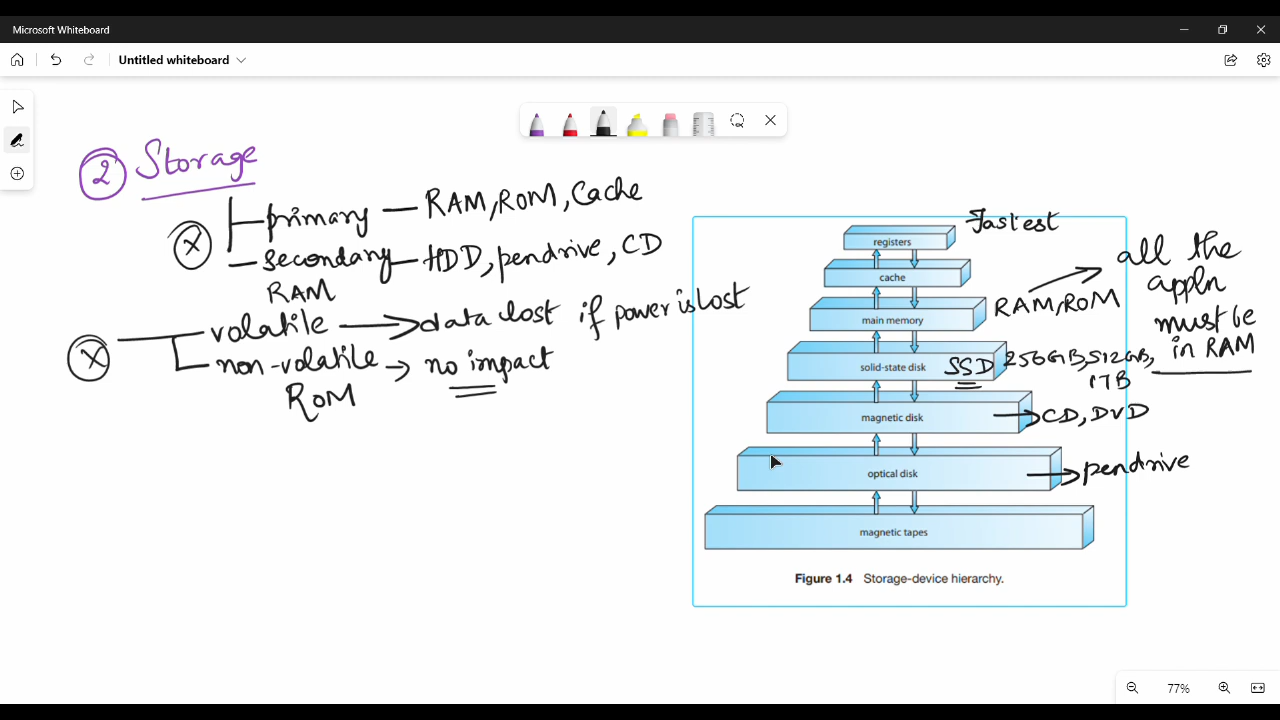 Microsoft Whiteboard
Untitled whiteboard
2 Storage
primary — RAM, ROM, Cache
x
secondary — HDD, pendrive, CD
RAM
volatile → data lost if power is lost
x
non-volatile → no impact
ROM
Fastest
registers
cache
main memory
RAM, ROM
all the
appln
must be
in RAM
solid-state disk SSD 256GB, 512GB,
1TB
magnetic disk → CD, DVD
optical disk → pendrive
magnetic tapes
Figure 1.4 Storage-device hierarchy.
77%